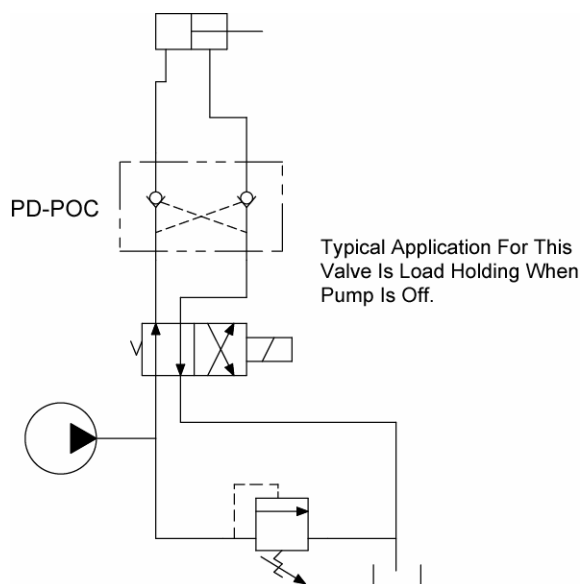 PD-POC
Typical Application For This
Valve Is Load Holding When
Pump Is Off.